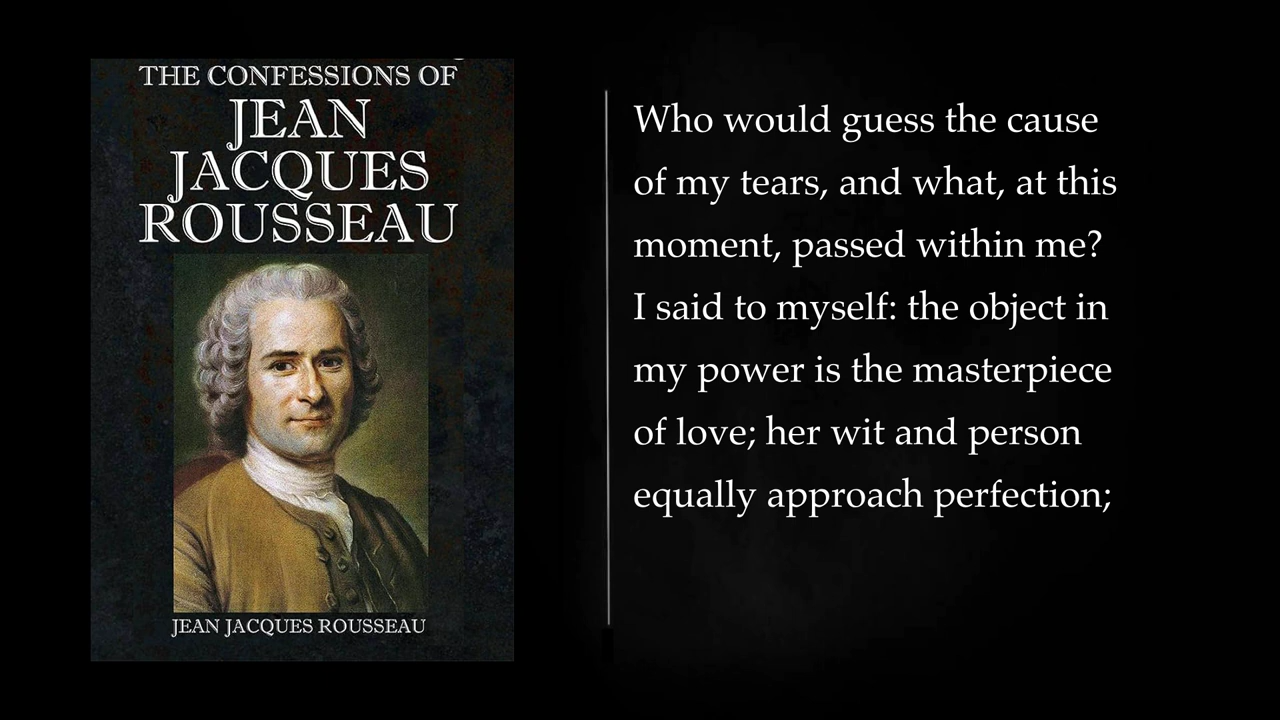 THE CONFESSIONS OF
JEAN
JACQUES
ROUSSEAU
JEAN JACQUES ROUSSEAU
Who would guess the cause
of my tears, and what, at this
moment, passed within me?
I said to myself: the object in
my power is the masterpiece
of love; her wit and person
equally approach perfection;